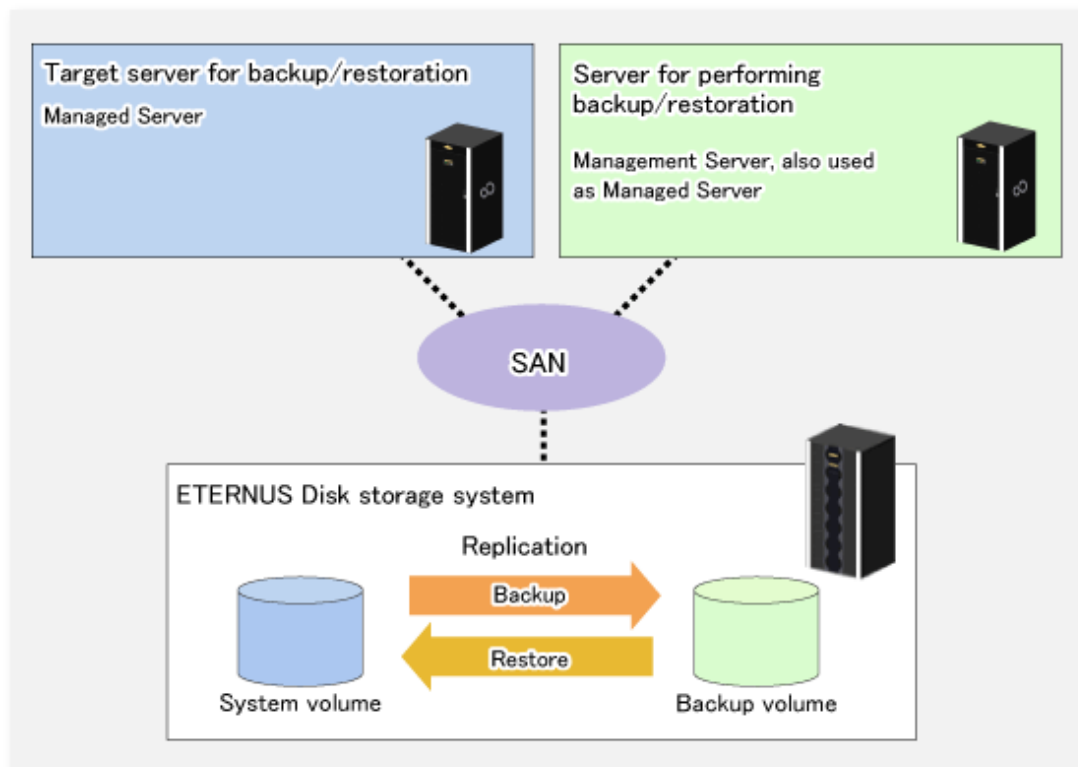 Target server for backup/restoration
Managed Server
Server for performing
backup/restoration
Management Server, also used
as Managed Server
SAN
ETERNUS Disk storage system
Replication
Backup
Restore
System volume
Backup volume